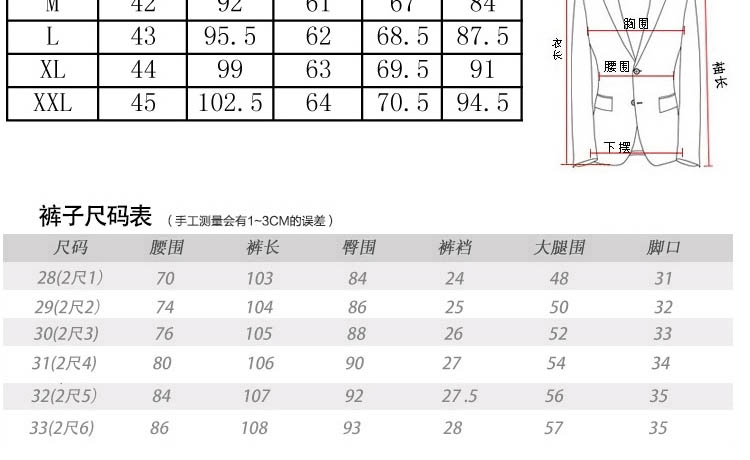 M 42 92 61 67 84
L 43 95.5 62 68.5 87.5
XL 44 99 63 69.5 91
XXL 45 102.5 64 70.5 94.5
胸围
衣长
腰围
袖长
下摆
裤子尺码表 (手工测量会有1~3CM的误差)
尺码 腰围 裤长 臀围 裤裆 大腿围 脚口
28(2尺1) 70 103 84 24 48 31
29(2尺2) 74 104 86 25 50 32
30(2尺3) 76 105 88 26 52 33
31(2尺4) 80 106 90 27 54 34
32(2尺5) 84 107 92 27.5 56 35
33(2尺6) 86 108 93 28 57 35